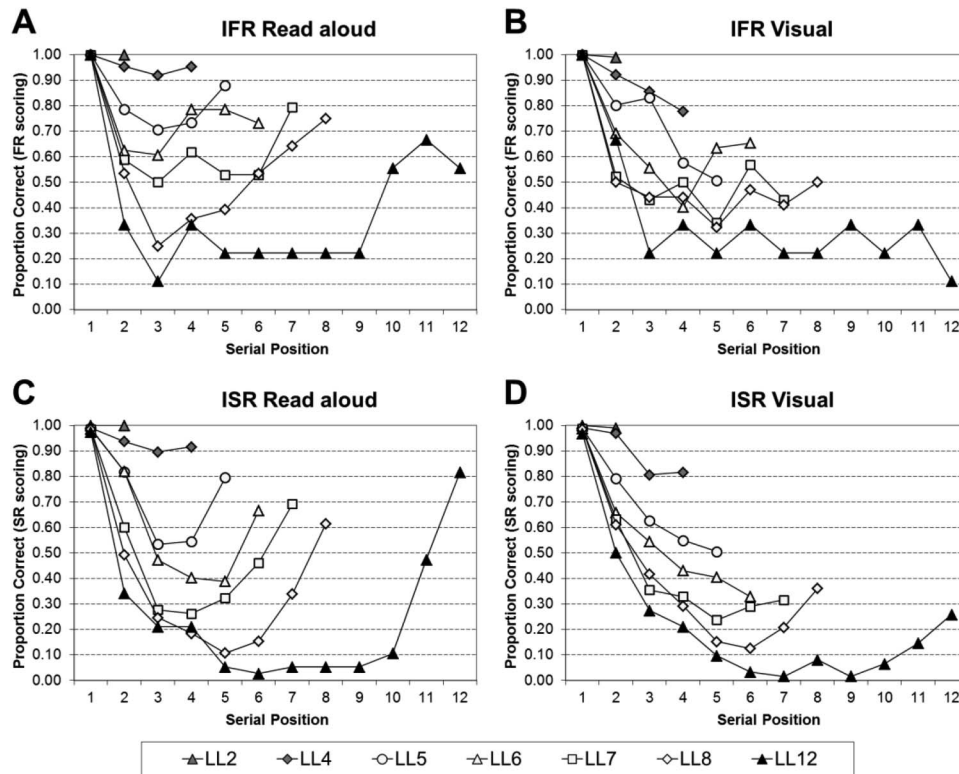 A
IFR Read aloud
Proportion Correct (FR scoring)
1.00
0.90
0.80
0.70
0.60
0.50
0.40
0.30
0.20
0.10
0.00
1 2 3 4 5 6 7 8 9 10 11 12
Serial Position
B
IFR Visual
Proportion Correct (FR scoring)
1.00
0.90
0.80
0.70
0.60
0.50
0.40
0.30
0.20
0.10
0.00
1 2 3 4 5 6 7 8 9 10 11 12
Serial Position
C
ISR Read aloud
Proportion Correct (SR scoring)
1.00
0.90
0.80
0.70
0.60
0.50
0.40
0.30
0.20
0.10
0.00
1 2 3 4 5 6 7 8 9 10 11 12
Serial Position
D
ISR Visual
Proportion Correct (SR scoring)
1.00
0.90
0.80
0.70
0.60
0.50
0.40
0.30
0.20
0.10
0.00
1 2 3 4 5 6 7 8 9 10 11 12
Serial Position
LL2 LL4 LL5 LL6 LL7 LL8 LL12